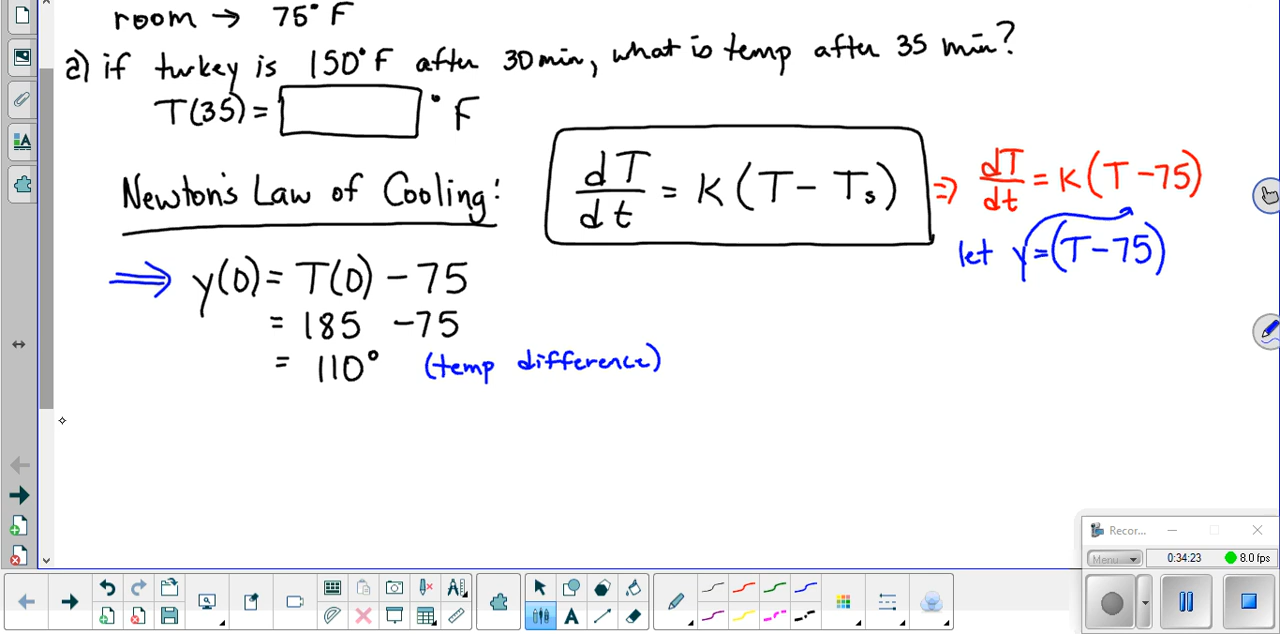 room → 75° F
a) if turkey is 150° F after 30 min, what is temp after 35 min?
T(35) = ° F
Newton's Law of Cooling:
dT/dt = K(T - Ts)
⇒ dT/dt = K(T - 75)
let y = (T - 75)
⇒ y(0) = T(0) - 75
= 185 - 75
= 110° (temp difference)
Recor...
Menu
0:34:23
8.0 fps